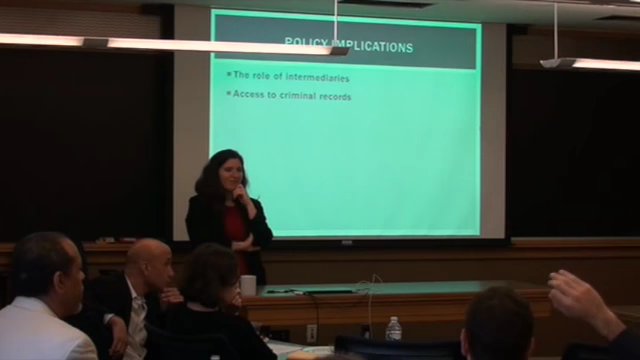 POLICY IMPLICATIONS
The role of intermediaries
Access to criminal records